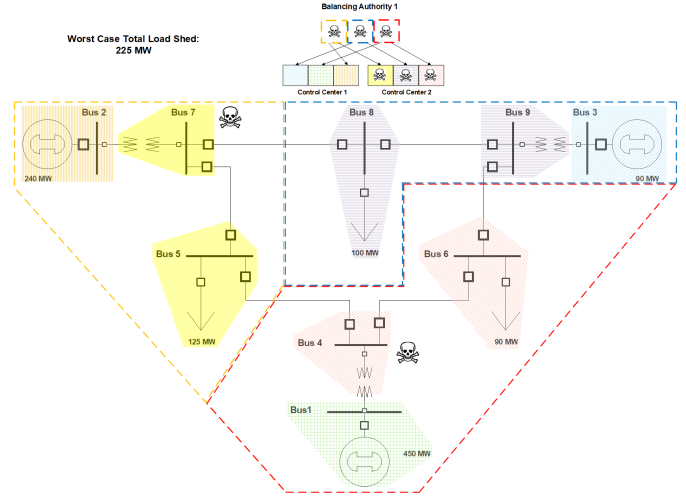 Balancing Authority 1
Worst Case Total Load Shed:
225 MW
Control Center 1
Control Center 2
Bus 2
Bus 7
Bus 8
Bus 9
Bus 3
240 MW
90 MW
Bus 5
Bus 6
100 MW
125 MW
Bus 4
90 MW
Bus1
450 MW